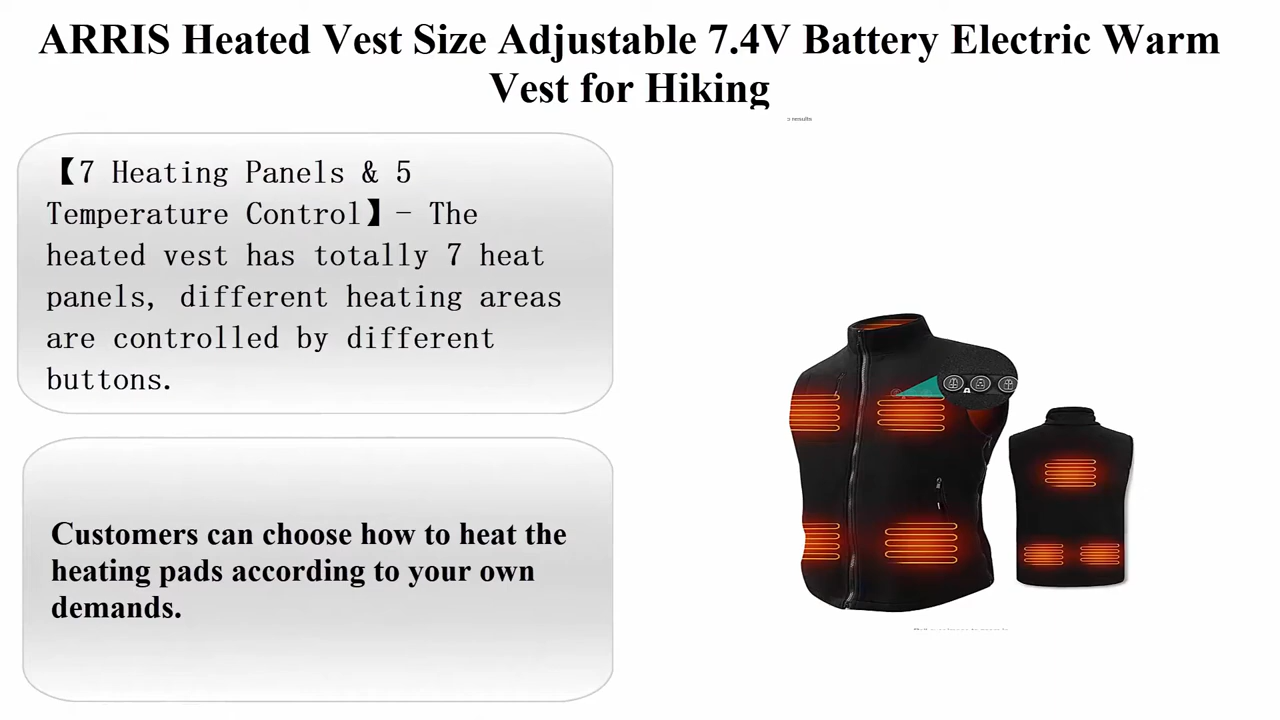 ARRIS Heated Vest Size Adjustable 7.4V Battery Electric Warm
Vest for Hiking
【7 Heating Panels & 5
Temperature Control】- The
heated vest has totally 7 heat
panels, different heating areas
are controlled by different
buttons.
Customers can choose how to heat the
heating pads according to your own
demands.